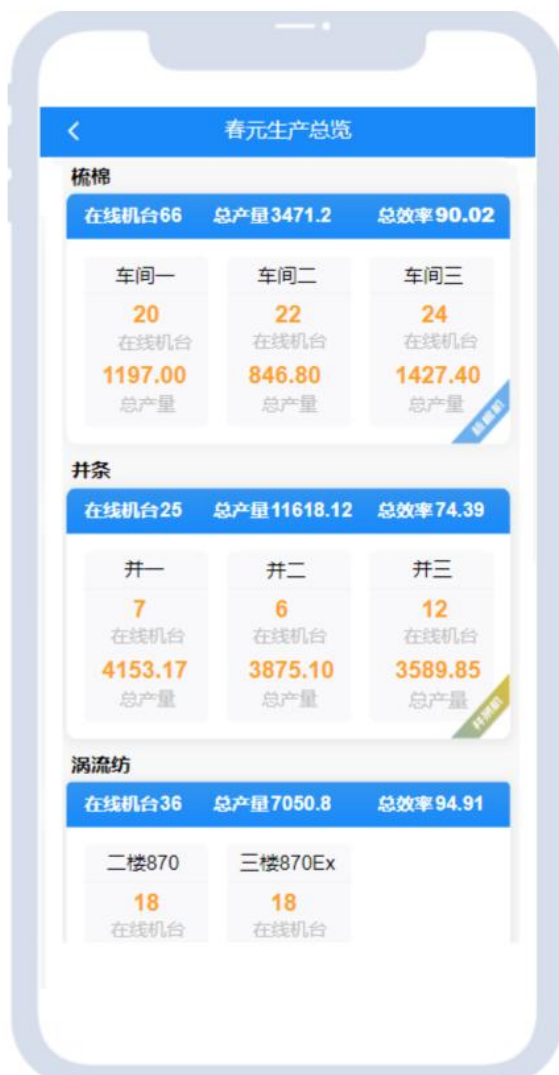 春元生产总览
梳棉
在线机台66 总产量3471.2 总效率90.02
车间一 车间二 车间三
20 22 24
在线机台 在线机台 在线机台
1197.00 846.80 1427.40
总产量 总产量 总产量
梳棉机
并条
在线机台25 总产量11618.12 总效率74.39
并一 并二 并三
7 6 12
在线机台 在线机台 在线机台
4153.17 3875.10 3589.85
总产量 总产量 总产量
并条机
涡流纺
在线机台36 总产量7050.8 总效率94.91
二楼870 三楼870Ex
18 18
在线机台 在线机台